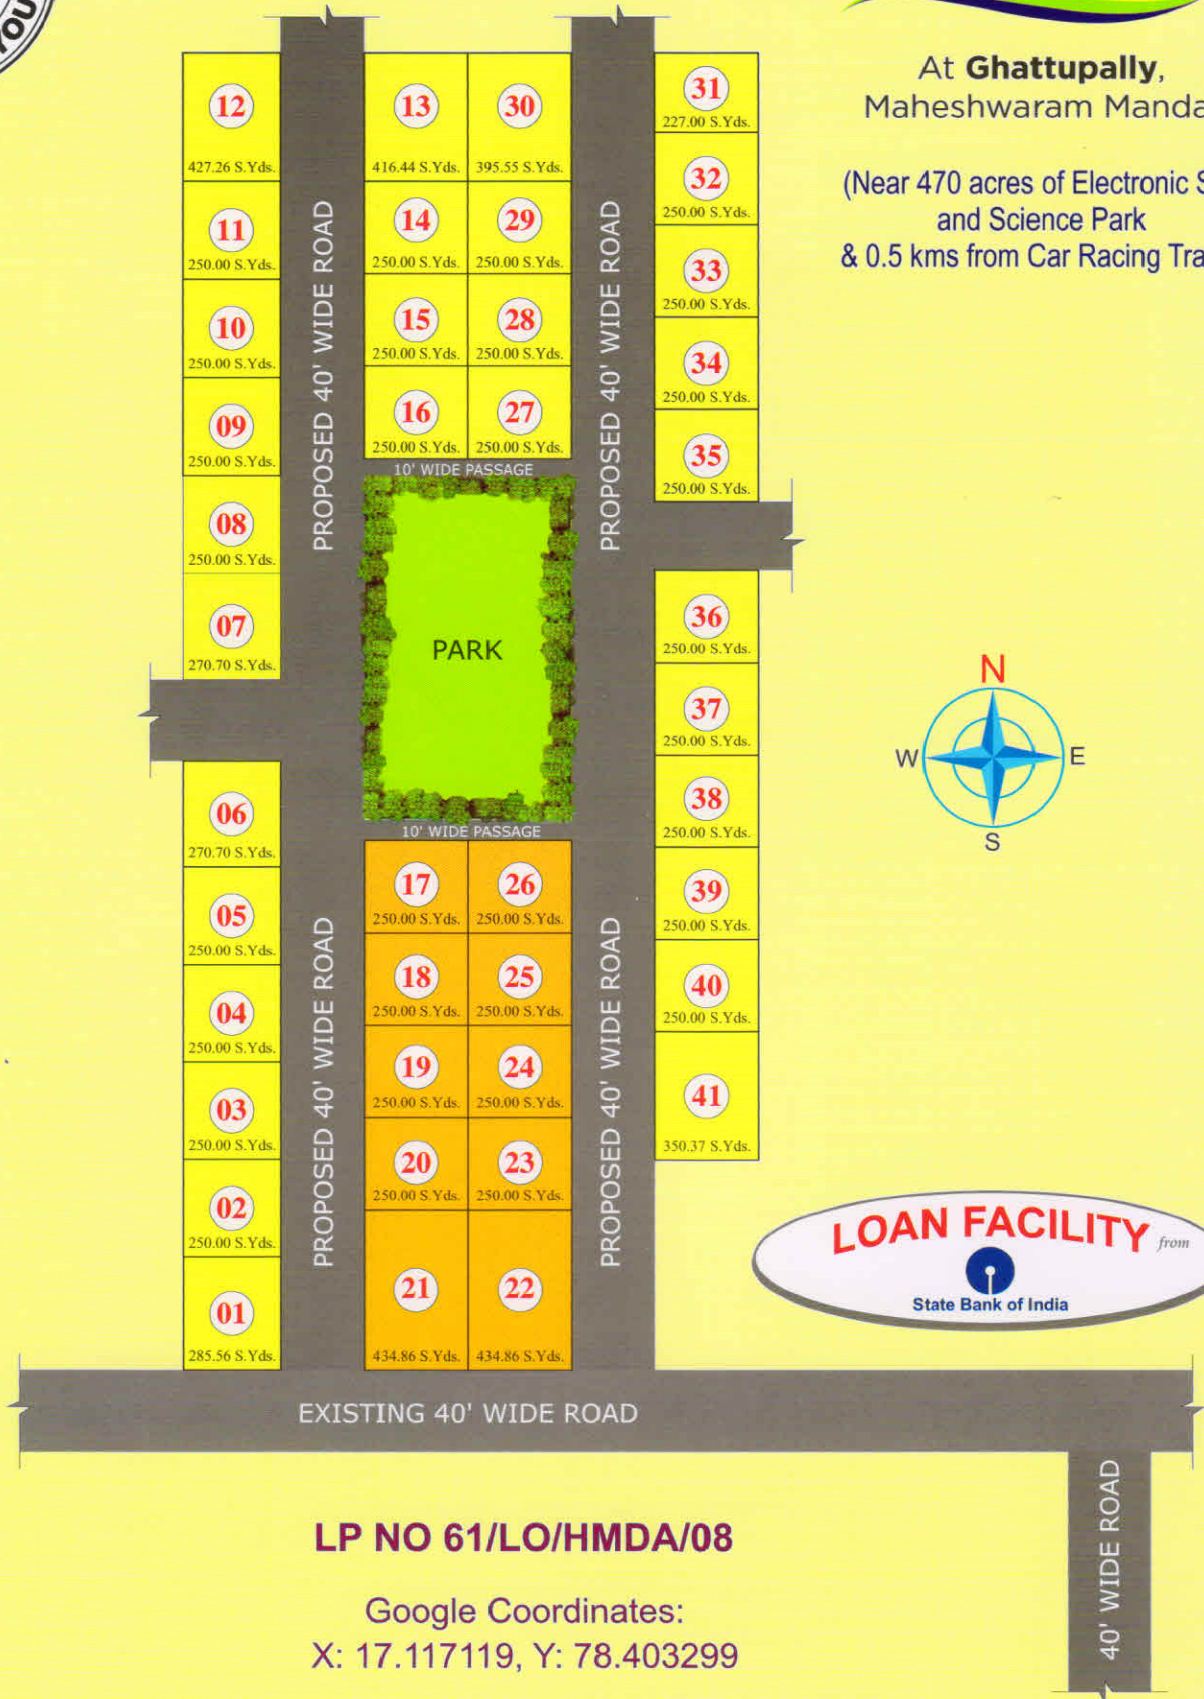 YOU
At Ghattupally,
Maheshwaram Manda
(Near 470 acres of Electronic S
and Science Park
& 0.5 kms from Car Racing Tra
12
427.26 S.Yds.
11
250.00 S.Yds.
10
250.00 S.Yds.
09
250.00 S.Yds.
08
250.00 S.Yds.
07
270.70 S.Yds.
06
270.70 S.Yds.
05
250.00 S.Yds.
04
250.00 S.Yds.
03
250.00 S.Yds.
02
250.00 S.Yds.
01
285.56 S.Yds.
PROPOSED 40' WIDE ROAD
PROPOSED 40' WIDE ROAD
13 30
416.44 S.Yds. 395.55 S.Yds.
14 29
250.00 S.Yds. 250.00 S.Yds.
15 28
250.00 S.Yds. 250.00 S.Yds.
16 27
250.00 S.Yds. 250.00 S.Yds.
10' WIDE PASSAGE
PARK
10' WIDE PASSAGE
17 26
250.00 S.Yds. 250.00 S.Yds.
18 25
250.00 S.Yds. 250.00 S.Yds.
19 24
250.00 S.Yds. 250.00 S.Yds.
20 23
250.00 S.Yds. 250.00 S.Yds.
21 22
434.86 S.Yds. 434.86 S.Yds.
PROPOSED 40' WIDE ROAD
PROPOSED 40' WIDE ROAD
31
227.00 S.Yds.
32
250.00 S.Yds.
33
250.00 S.Yds.
34
250.00 S.Yds.
35
250.00 S.Yds.
36
250.00 S.Yds.
37
250.00 S.Yds.
38
250.00 S.Yds.
39
250.00 S.Yds.
40
250.00 S.Yds.
41
350.37 S.Yds.
N
W E
S
LOAN FACILITY from
State Bank of India
EXISTING 40' WIDE ROAD
40' WIDE ROAD
LP NO 61/LO/HMDA/08
Google Coordinates:
X: 17.117119, Y: 78.403299